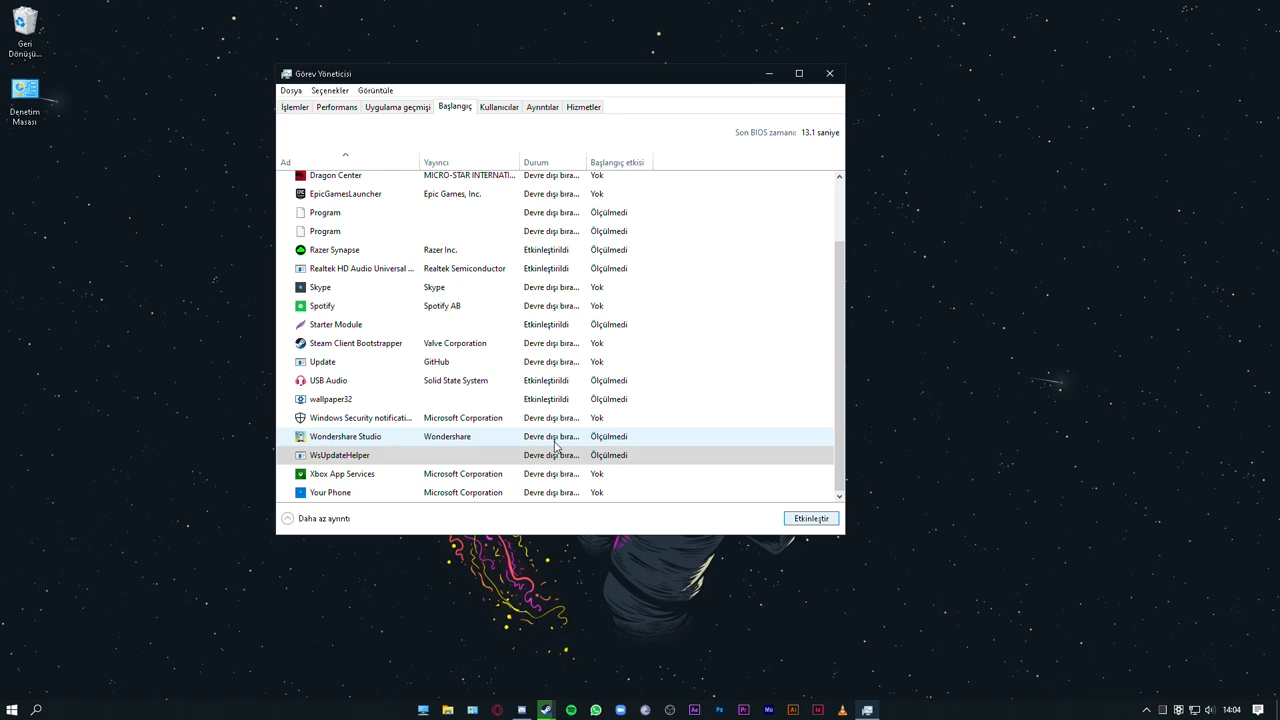 Geri
Dönüşü...
Denetim
Masası
Görev Yöneticisi
Dosya Seçenekler Görüntüle
İşlemler Performans Uygulama geçmişi Başlangıç Kullanıcılar Ayrıntılar Hizmetler
Son BIOS zamanı: 13.1 saniye
Ad Yayıncı Durum Başlangıç etkisi
Dragon Center MICRO-STAR INTERNATI... Devre dışı bıra... Yok
EpicGamesLauncher Epic Games, Inc. Devre dışı bıra... Yok
Program Devre dışı bıra... Ölçülmedi
Program Devre dışı bıra... Ölçülmedi
Razer Synapse Razer Inc. Etkinleştirildi Ölçülmedi
Realtek HD Audio Universal ... Realtek Semiconductor Etkinleştirildi Ölçülmedi
Skype Skype Devre dışı bıra... Yok
Spotify Spotify AB Devre dışı bıra... Yok
Starter Module Etkinleştirildi Ölçülmedi
Steam Client Bootstrapper Valve Corporation Devre dışı bıra... Yok
Update GitHub Devre dışı bıra... Yok
USB Audio Solid State System Etkinleştirildi Ölçülmedi
wallpaper32 Etkinleştirildi Ölçülmedi
Windows Security notificati... Microsoft Corporation Devre dışı bıra... Yok
Wondershare Studio Wondershare Devre dışı bıra... Ölçülmedi
WsUpdateHelper Devre dışı bıra... Ölçülmedi
Xbox App Services Microsoft Corporation Devre dışı bıra... Yok
Your Phone Microsoft Corporation Devre dışı bıra... Yok
Daha az ayrıntı Etkinleştir
Ae Ps Pr Me Ai Id 14:04